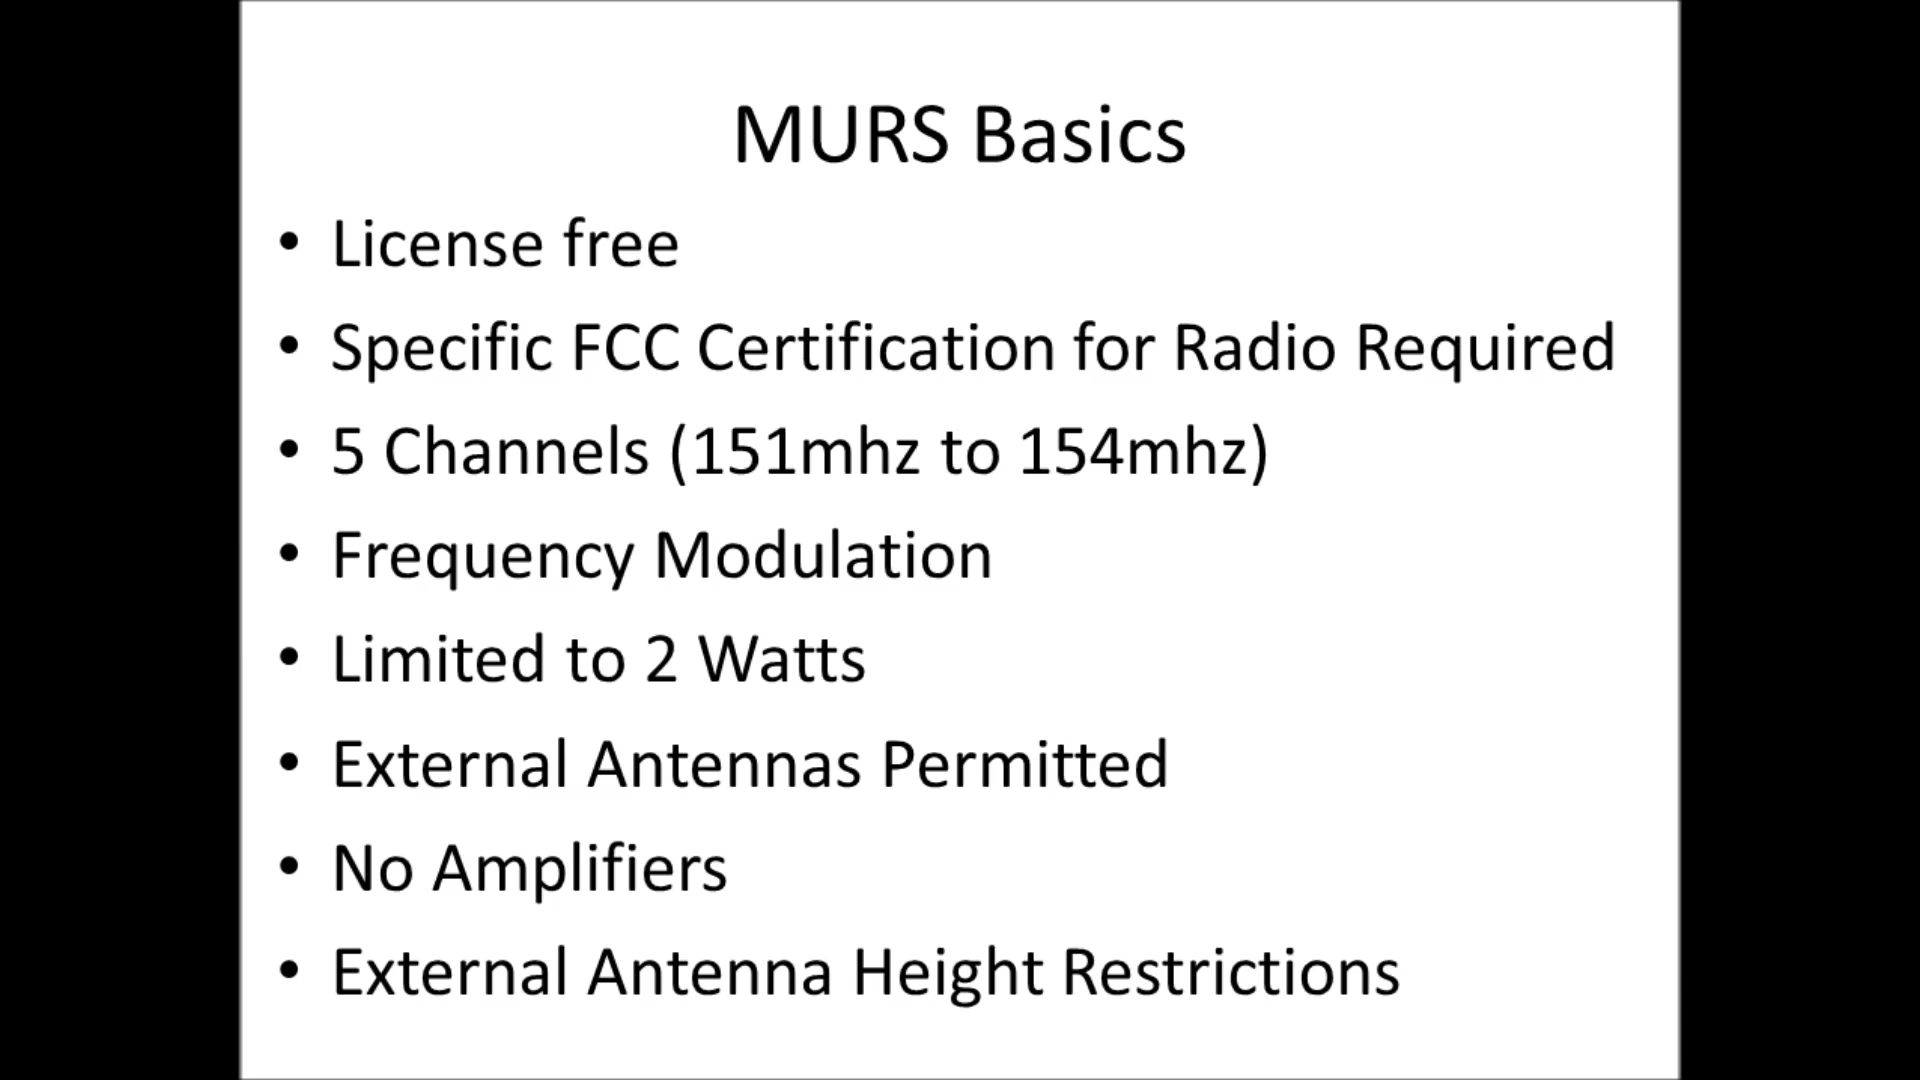 MURS Basics
• License free
• Specific FCC Certification for Radio Required
• 5 Channels (151mhz to 154mhz)
• Frequency Modulation
• Limited to 2 Watts
• External Antennas Permitted
• No Amplifiers
• External Antenna Height Restrictions